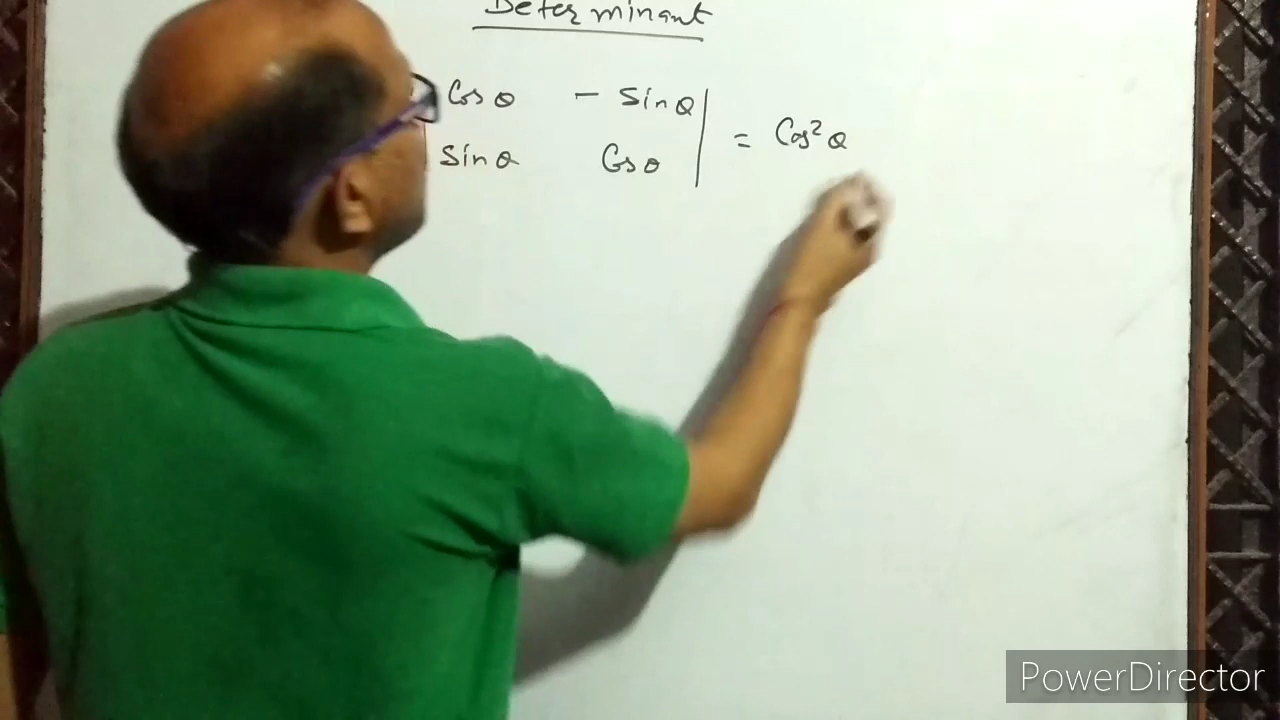 Determinant
Cos θ - Sin θ
= Cos² θ
Sin θ Cos θ
PowerDirector